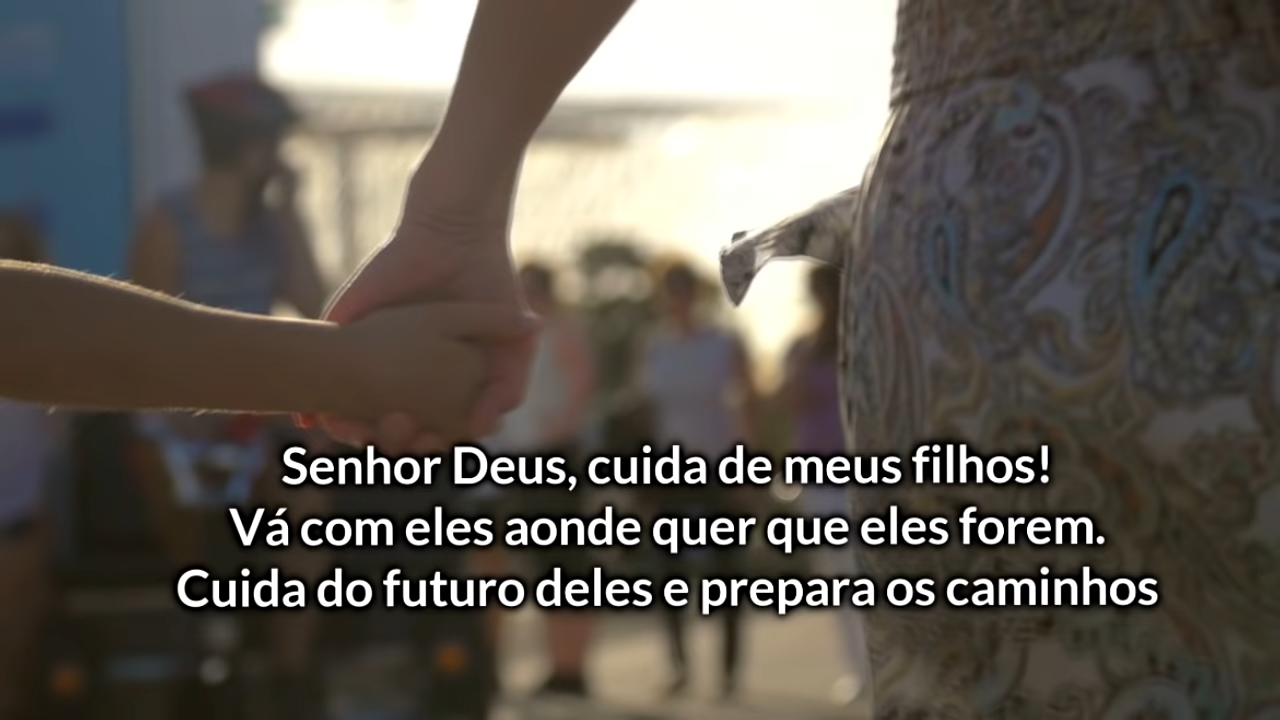 Senhor Deus, cuida de meus filhos!
Vá com eles aonde quer que eles forem.
Cuida do futuro deles e prepara os caminhos